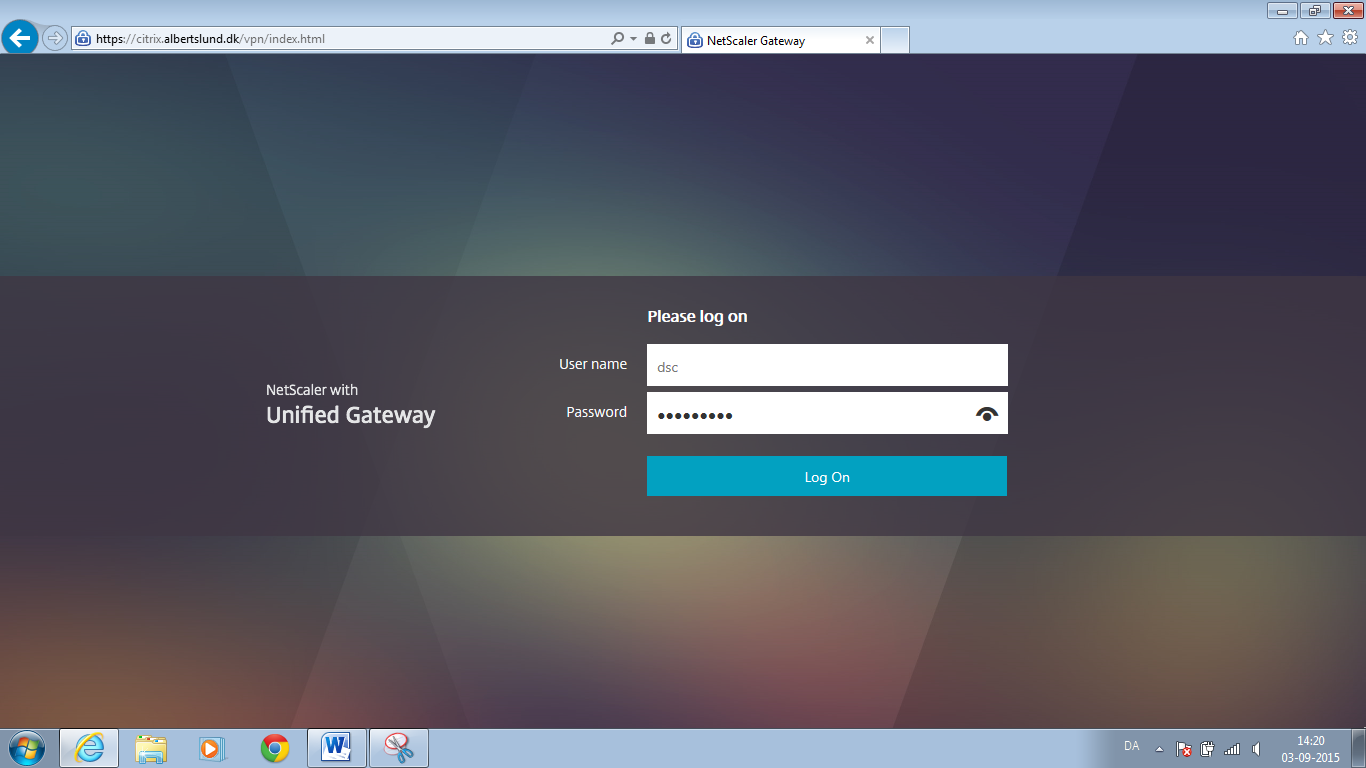 https://citrix.albertslund.dk/vpn/index.html
NetScaler Gateway
Please log on
User name
dsc
NetScaler with
Unified Gateway
Password
•••••••••
Log On
DA
14:20
03-09-2015